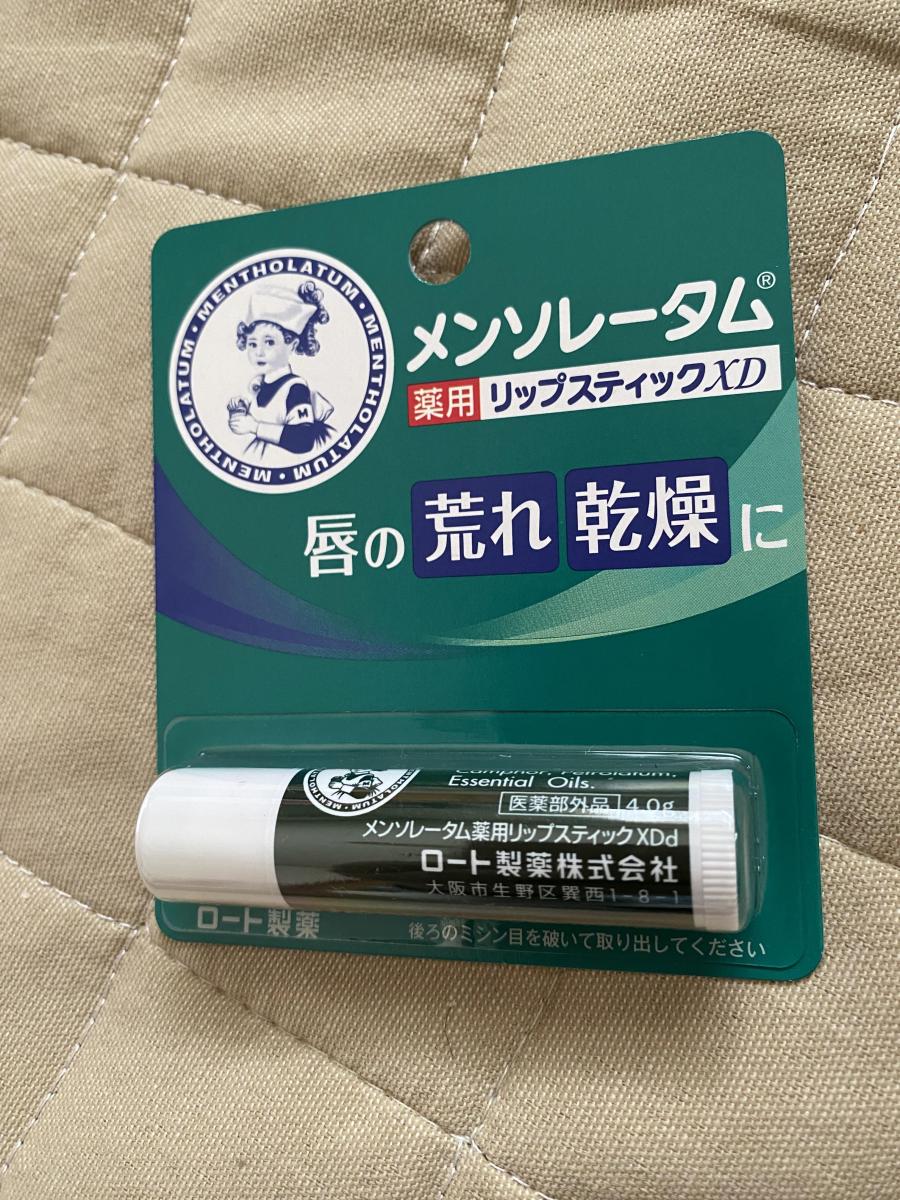 MENTHOLATUM・MENTHOLATUM・MENTHOLATUM・
メンソレータム®
薬用 リップスティックXD
唇の 荒れ 乾燥 に
M
Essential Oils.
医薬部外品 4.0g
メンソレータム薬用リップスティックXDd
ロート製薬株式会社
大阪市生野区巽西1-8-1
ロート製薬
後ろのミシン目を破いて取り出してください